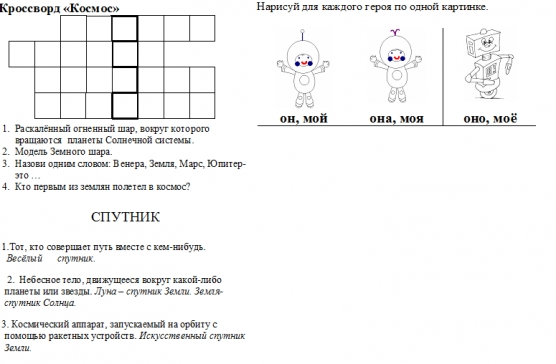 Кроссворд «Космос»
1. Раскалённый огненный шар, вокруг которого
вращаются планеты Солнечной системы.
2. Модель Земного шара.
3. Назови одним словом: Венера, Земля, Марс, Юпитер-
это …
4. Кто первым из землян полетел в космос?
СПУТНИК
1.Тот, кто совершает путь вместе с кем-нибудь.
Весёлый спутник.
2. Небесное тело, движущееся вокруг какой-либо
планеты или звезды. Луна – спутник Земли. Земля-
спутник Солнца.
3. Космический аппарат, запускаемый на орбиту с
помощью ракетных устройств. Искусственный спутник
Земли.
Нарисуй для каждого героя по одной картинке.
он, мой она, моя оно, моё